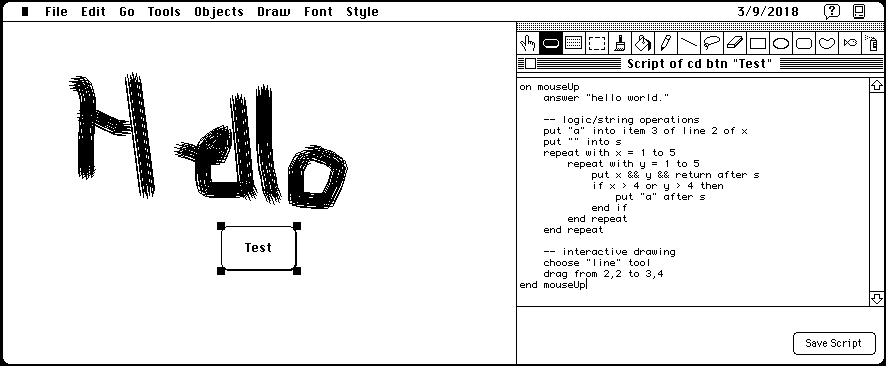 File Edit Go Tools Objects Draw Font Style 3/9/2018
Script of cd btn "Test"
Hello
Test
on mouseUp
    answer "hello world."

    -- logic/string operations
    put "a" into item 3 of line 2 of x
    put "" into s
    repeat with x = 1 to 5
        repeat with y = 1 to 5
            put x && y && return after s
            if x > 4 or y > 4 then
                put "a" after s
            end if
        end repeat
    end repeat

    -- interactive drawing
    choose "line" tool
    drag from 2,2 to 3,4
end mouseUp
Save Script